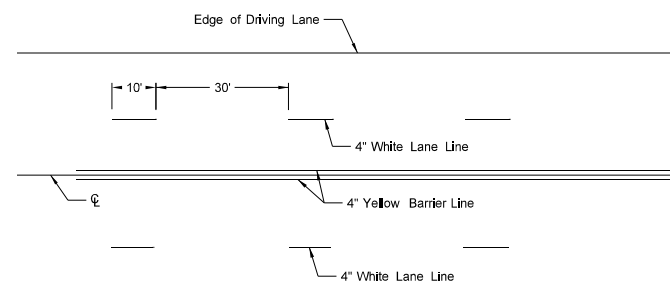 Edge of Driving Lane
10'
30'
4" White Lane Line
℄
4" Yellow Barrier Line
4" White Lane Line